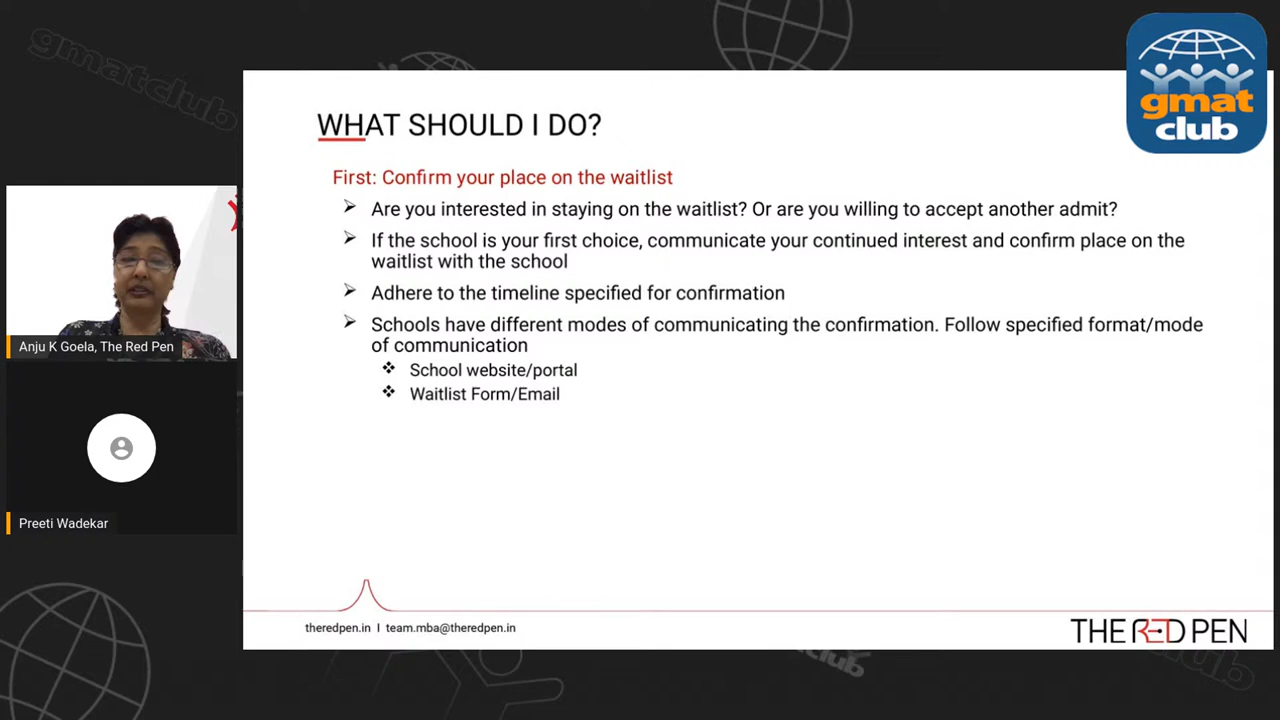 gmatclub
gmat
club
WHAT SHOULD I DO?
First: Confirm your place on the waitlist
Are you interested in staying on the waitlist? Or are you willing to accept another admit?
If the school is your first choice, communicate your continued interest and confirm place on the
waitlist with the school
Adhere to the timeline specified for confirmation
Schools have different modes of communicating the confirmation. Follow specified format/mode
of communication
School website/portal
Waitlist Form/Email
Anju K Goela, The Red Pen
Preeti Wadekar
theredpen.in I team.mba@theredpen.in
THE RED PEN
club